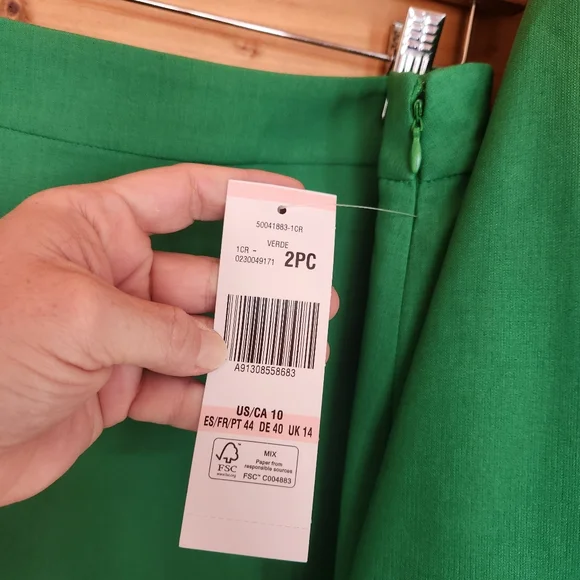 50041883-1CR
VERDE
1CR -
0230049171
2PC
A91308558683
US/CA 10
ES/FR/PT 44 DE 40 UK 14
FSC
MIX
Paper from
responsible sources
FSC™ C004883